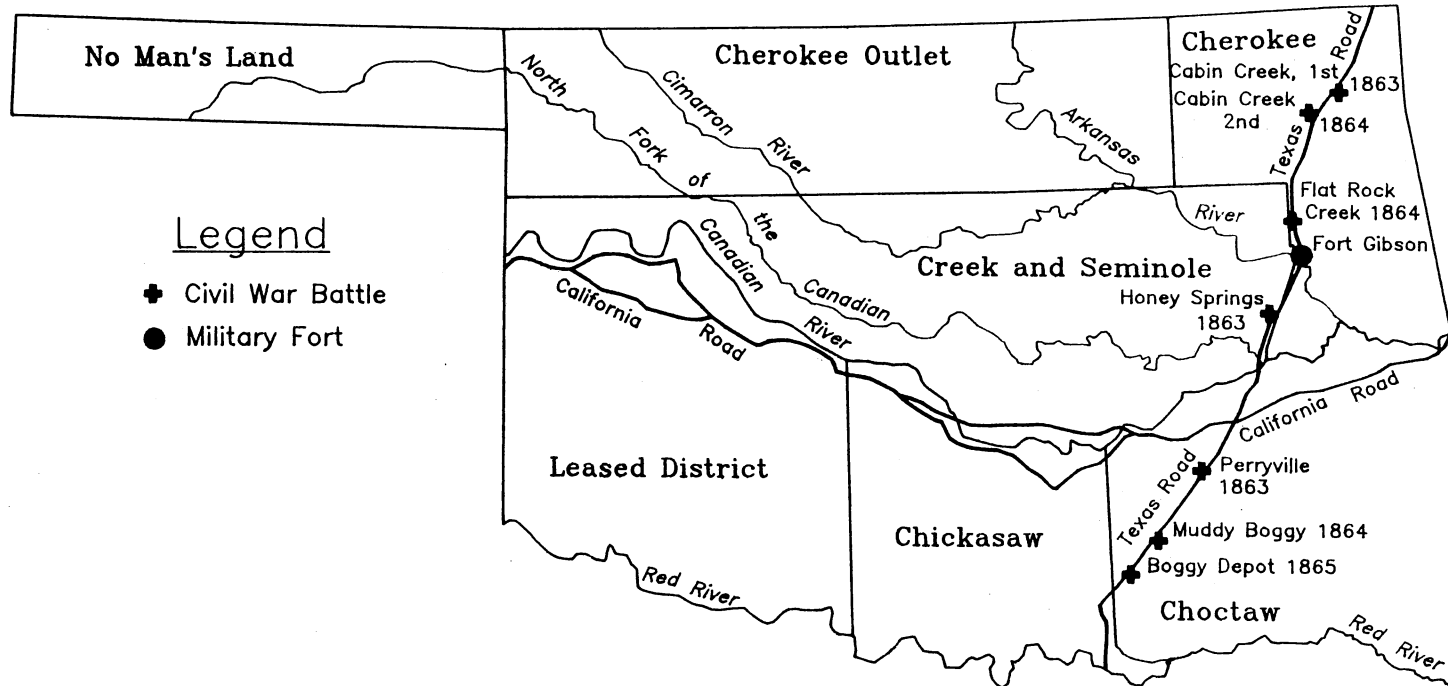 No Man's Land
Cherokee Outlet
Cherokee
Texas Road
Cabin Creek, 1st
1863
Cabin Creek
2nd
1864
North Fork of the Canadian
Cimarron River
Arkansas River
Flat Rock
Creek 1864
Fort Gibson
Legend
Civil War Battle
Military Fort
Canadian River
Creek and Seminole
Honey Springs
1863
California Road
California Road
Leased District
Texas Road
Perryville
1863
Chickasaw
Muddy Boggy 1864
Boggy Depot 1865
Choctaw
Red River
Red River